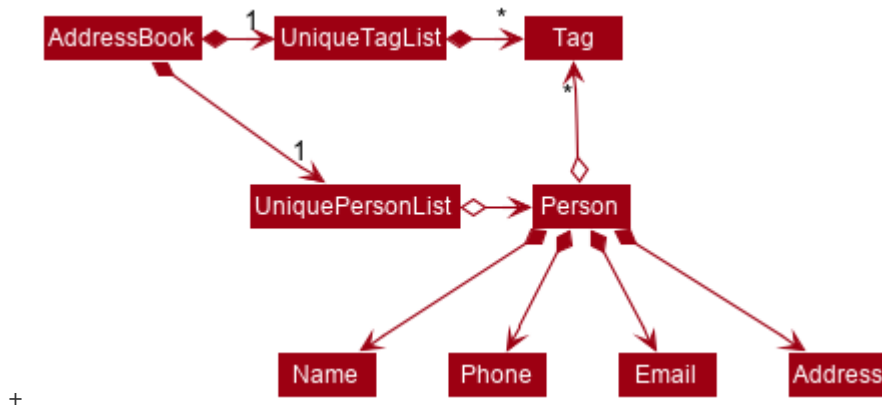 AddressBook
1
UniqueTagList
*
Tag
*
1
UniquePersonList
Person
Name
Phone
Email
Address
+